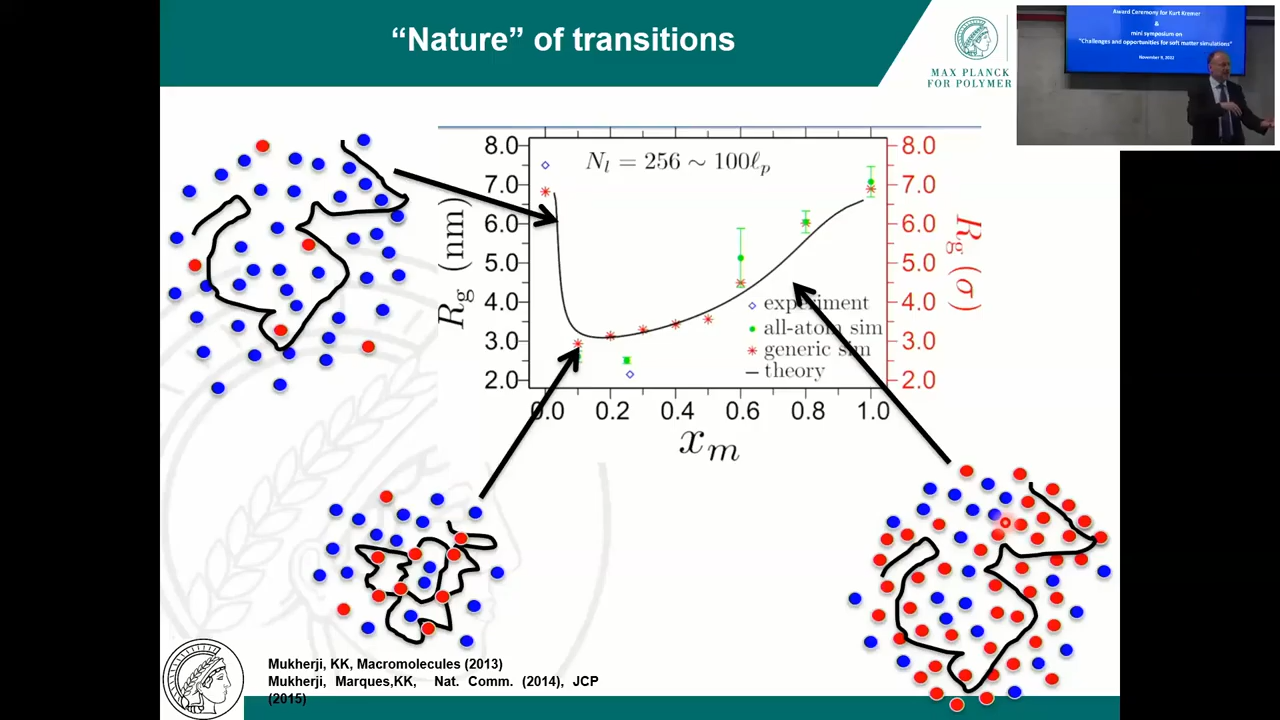 “Nature” of transitions
MAX PLANCK
FOR POLYMER
Award Ceremony for Kurt Kremer
&
mini symposium on
"Challenges and opportunities for soft matter simulations"
November 9, 2022
8.0
7.0
6.0
5.0
4.0
3.0
2.0
R_g (nm)
N_l = 256 ∼ 100ℓ_p
experiment
all-atom sim
generic sim
theory
8.0
7.0
6.0
5.0
4.0
3.0
2.0
R_g (σ)
0.0 0.2 0.4 0.6 0.8 1.0
x_m
Mukherji, KK, Macromolecules (2013)
Mukherji, Marques,KK, Nat. Comm. (2014), JCP
(2015)